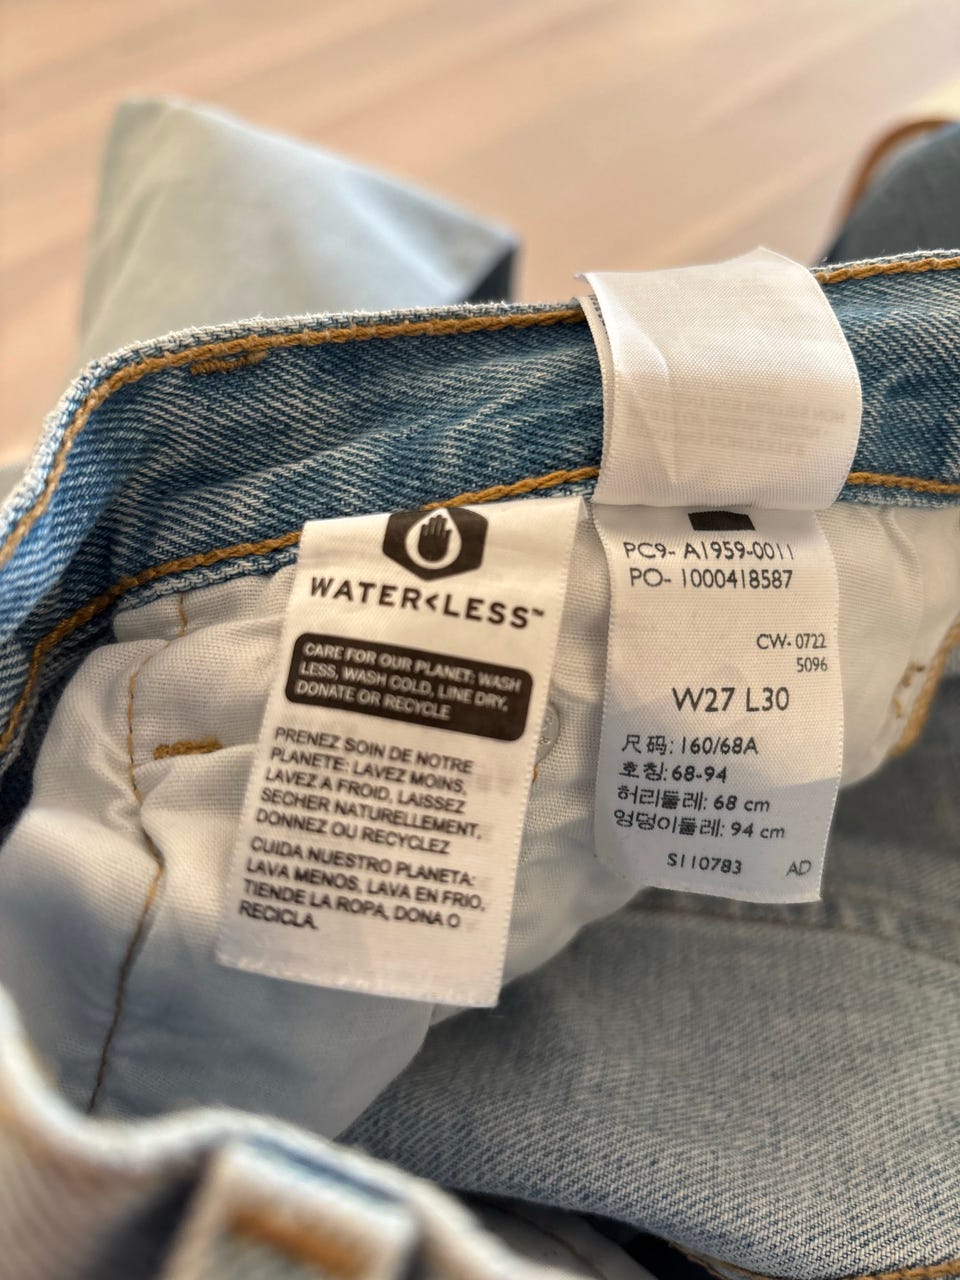 WATER<LESS™
CARE FOR OUR PLANET: WASH
LESS, WASH COLD, LINE DRY,
DONATE OR RECYCLE
PRENEZ SOIN DE NOTRE
PLANETE: LAVEZ MOINS,
LAVEZ A FROID, LAISSEZ
SECHER NATURELLEMENT,
DONNEZ OU RECYCLEZ
CUIDA NUESTRO PLANETA:
LAVA MENOS, LAVA EN FRIO,
TIENDE LA ROPA, DONA O
RECICLA.
PC9- A1959-0011
PO- 1000418587
CW- 0722
5096
W27 L30
尺码: 160/68A
호칭: 68-94
허리둘레: 68 cm
엉덩이둘레: 94 cm
S110783 AD